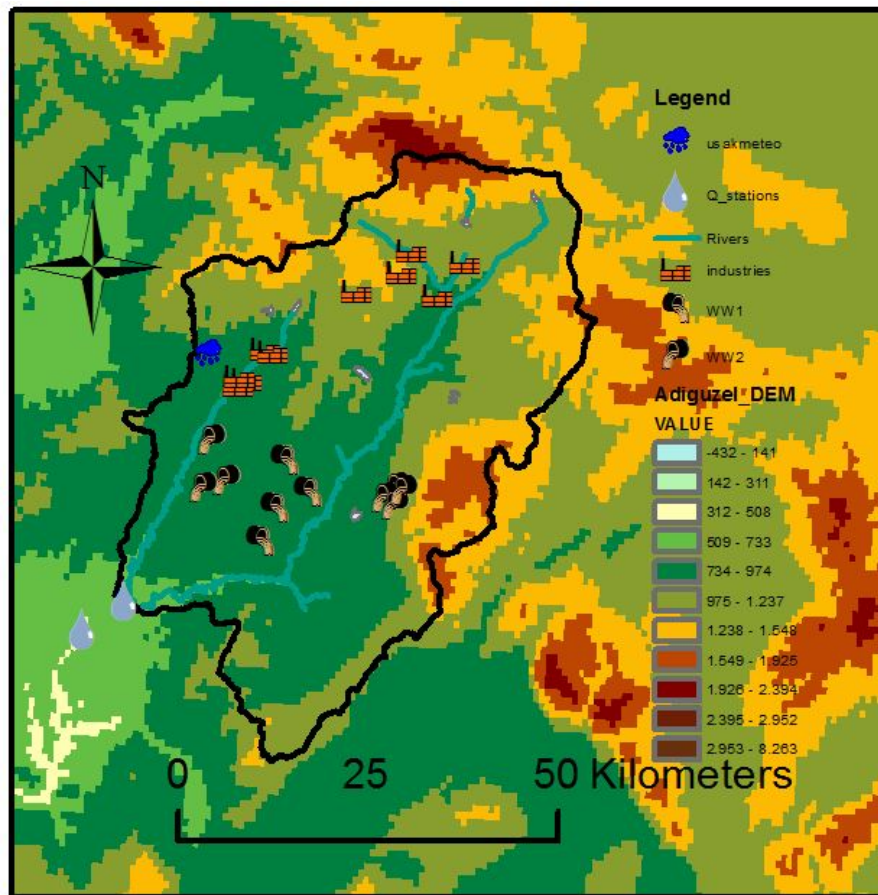 N
Legend
usakmeteo
Q_stations
Rivers
industries
WW1
WW2
Adiguzel_DEM
VALUE
-432 - 141
142 - 311
312 - 508
509 - 733
734 - 974
975 - 1.237
1.238 - 1.548
1.549 - 1.925
1.926 - 2.394
2.395 - 2.952
2.953 - 8.263
0 25 50 Kilometers